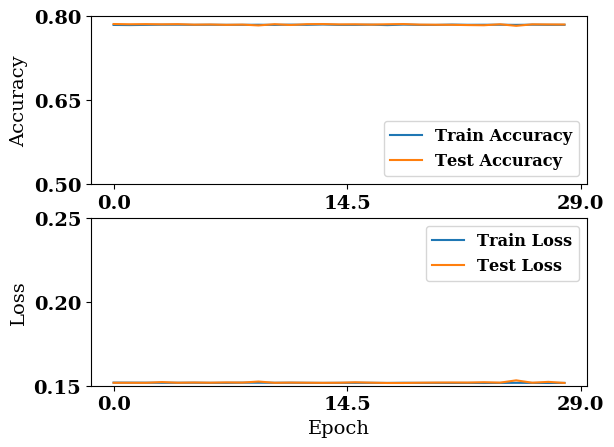 0.80
0.65
0.50
Accuracy
Train Accuracy
Test Accuracy
0.0 14.5 29.0
0.25
0.20
0.15
Loss
Train Loss
Test Loss
0.0 14.5 29.0
Epoch